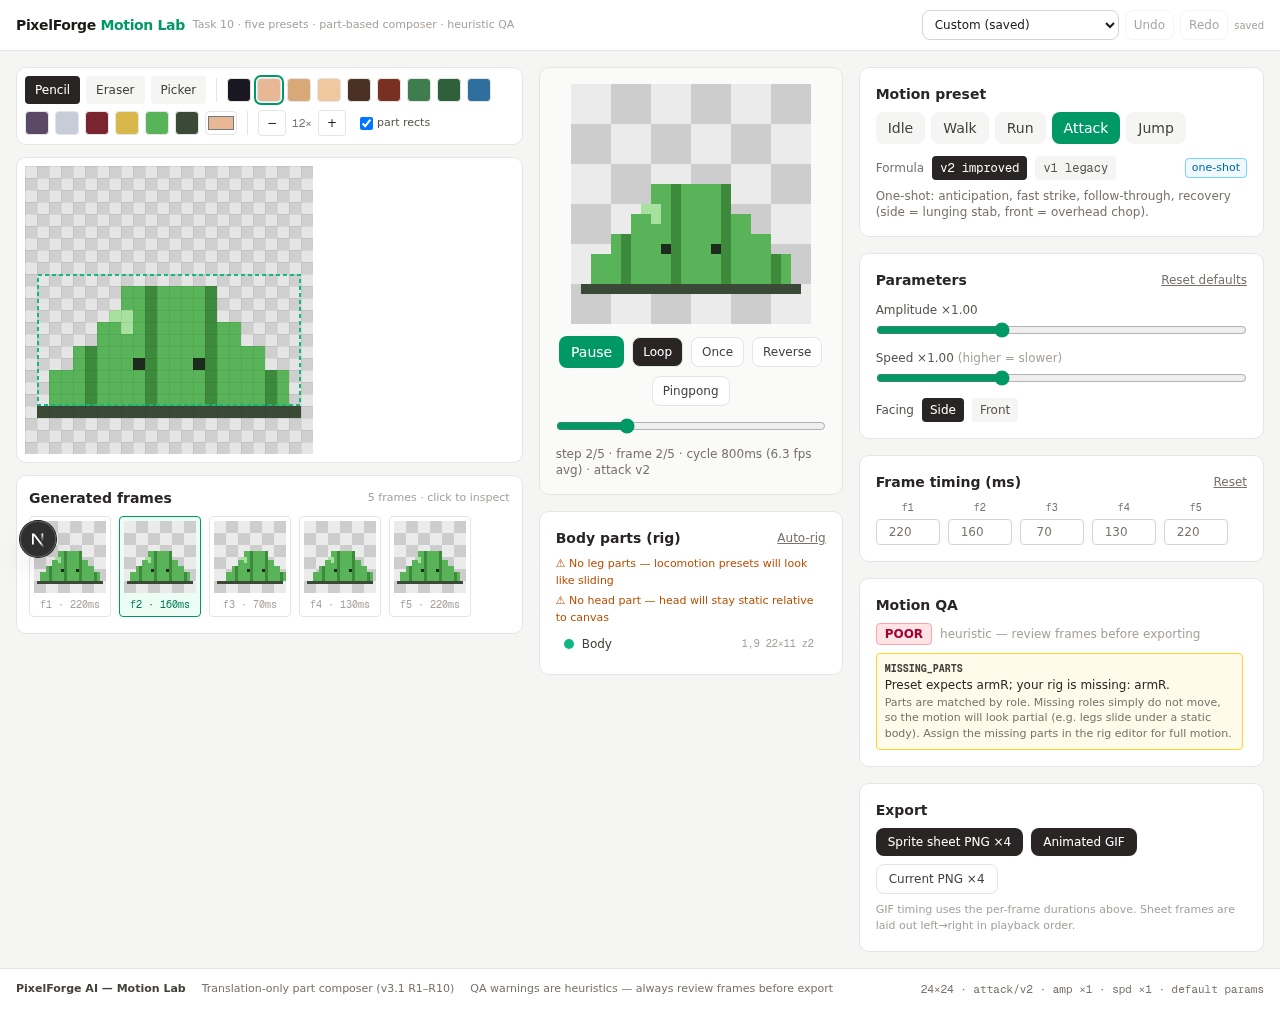 PixelForge Motion Lab Task 10 · five presets · part-based composer · heuristic QA
Custom (saved) Undo Redo saved
Pencil Eraser Picker
− 12× + part rects
Generated frames 5 frames · click to inspect
N
f1 · 220ms f2 · 160ms f3 · 70ms f4 · 130ms f5 · 220ms
Pause Loop Once Reverse
Pingpong
step 2/5 · frame 2/5 · cycle 800ms (6.3 fps
avg) · attack v2
Body parts (rig) Auto-rig
⚠ No leg parts — locomotion presets will look
like sliding
⚠ No head part — head will stay static relative
to canvas
Body 1,9 22×11 z2
Motion preset
Idle Walk Run Attack Jump
Formula v2 improved v1 legacy one-shot
One-shot: anticipation, fast strike, follow-through, recovery
(side = lunging stab, front = overhead chop).
Parameters Reset defaults
Amplitude ×1.00
Speed ×1.00 (higher = slower)
Facing Side Front
Frame timing (ms) Reset
f1 f2 f3 f4 f5
220 160 70 130 220
Motion QA
POOR heuristic — review frames before exporting
MISSING_PARTS
Preset expects armR; your rig is missing: armR.
Parts are matched by role. Missing roles simply do not move,
so the motion will look partial (e.g. legs slide under a static
body). Assign the missing parts in the rig editor for full motion.
Export
Sprite sheet PNG ×4 Animated GIF
Current PNG ×4
GIF timing uses the per-frame durations above. Sheet frames are
laid out left→right in playback order.
PixelForge AI — Motion Lab Translation-only part composer (v3.1 R1–R10) QA warnings are heuristics — always review frames before export 24×24 · attack/v2 · amp ×1 · spd ×1 · default params